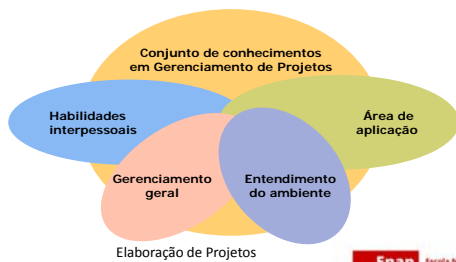 Conjunto de conhecimentos
em Gerenciamento de Projetos
Habilidades
interpessoais
Área de
aplicação
Gerenciamento
geral
Entendimento
do ambiente
Elaboração de Projetos
Enap
Escola